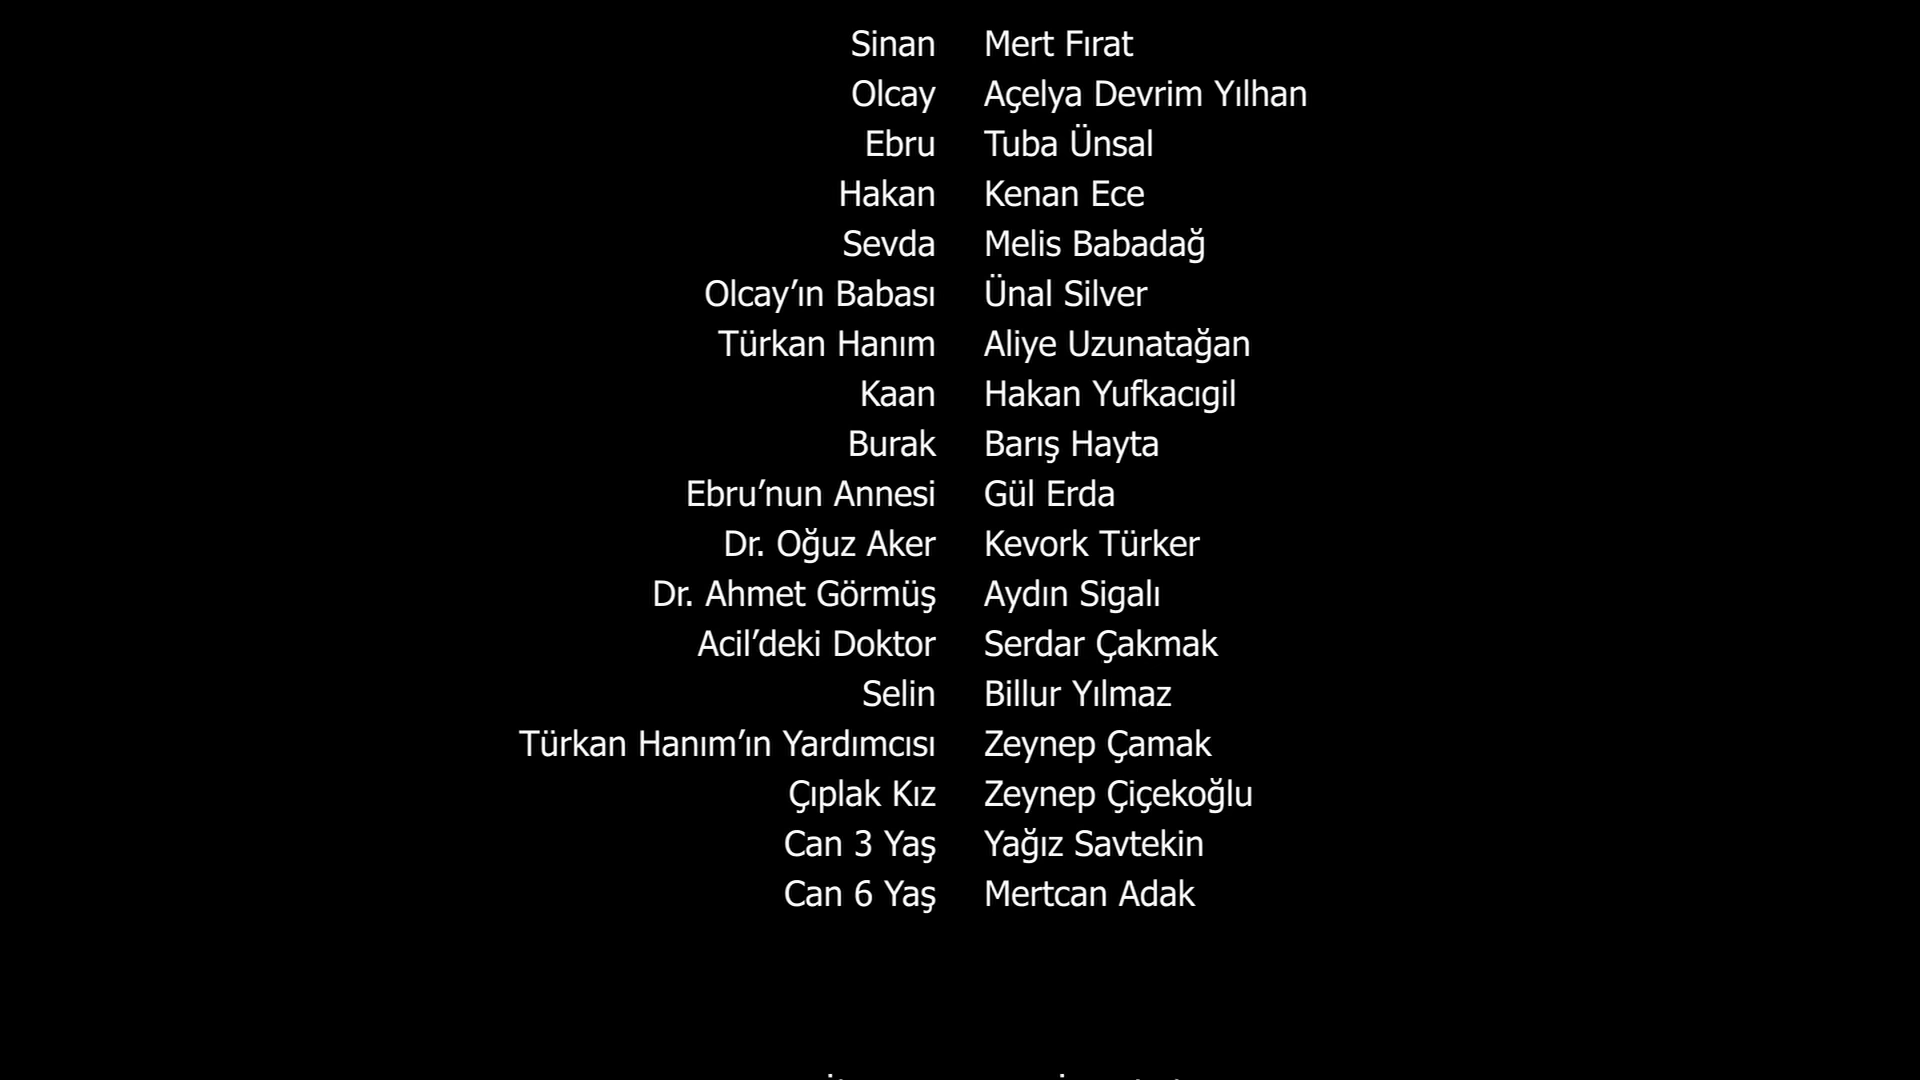 Sinan Mert Fırat
Olcay Açelya Devrim Yılhan
Ebru Tuba Ünsal
Hakan Kenan Ece
Sevda Melis Babadağ
Olcay’ın Babası Ünal Silver
Türkan Hanım Aliye Uzunatağan
Kaan Hakan Yufkacıgil
Burak Barış Hayta
Ebru’nun Annesi Gül Erda
Dr. Oğuz Aker Kevork Türker
Dr. Ahmet Görmüş Aydın Sigalı
Acil’deki Doktor Serdar Çakmak
Selin Billur Yılmaz
Türkan Hanım’ın Yardımcısı Zeynep Çamak
Çıplak Kız Zeynep Çiçekoğlu
Can 3 Yaş Yağız Savtekin
Can 6 Yaş Mertcan Adak